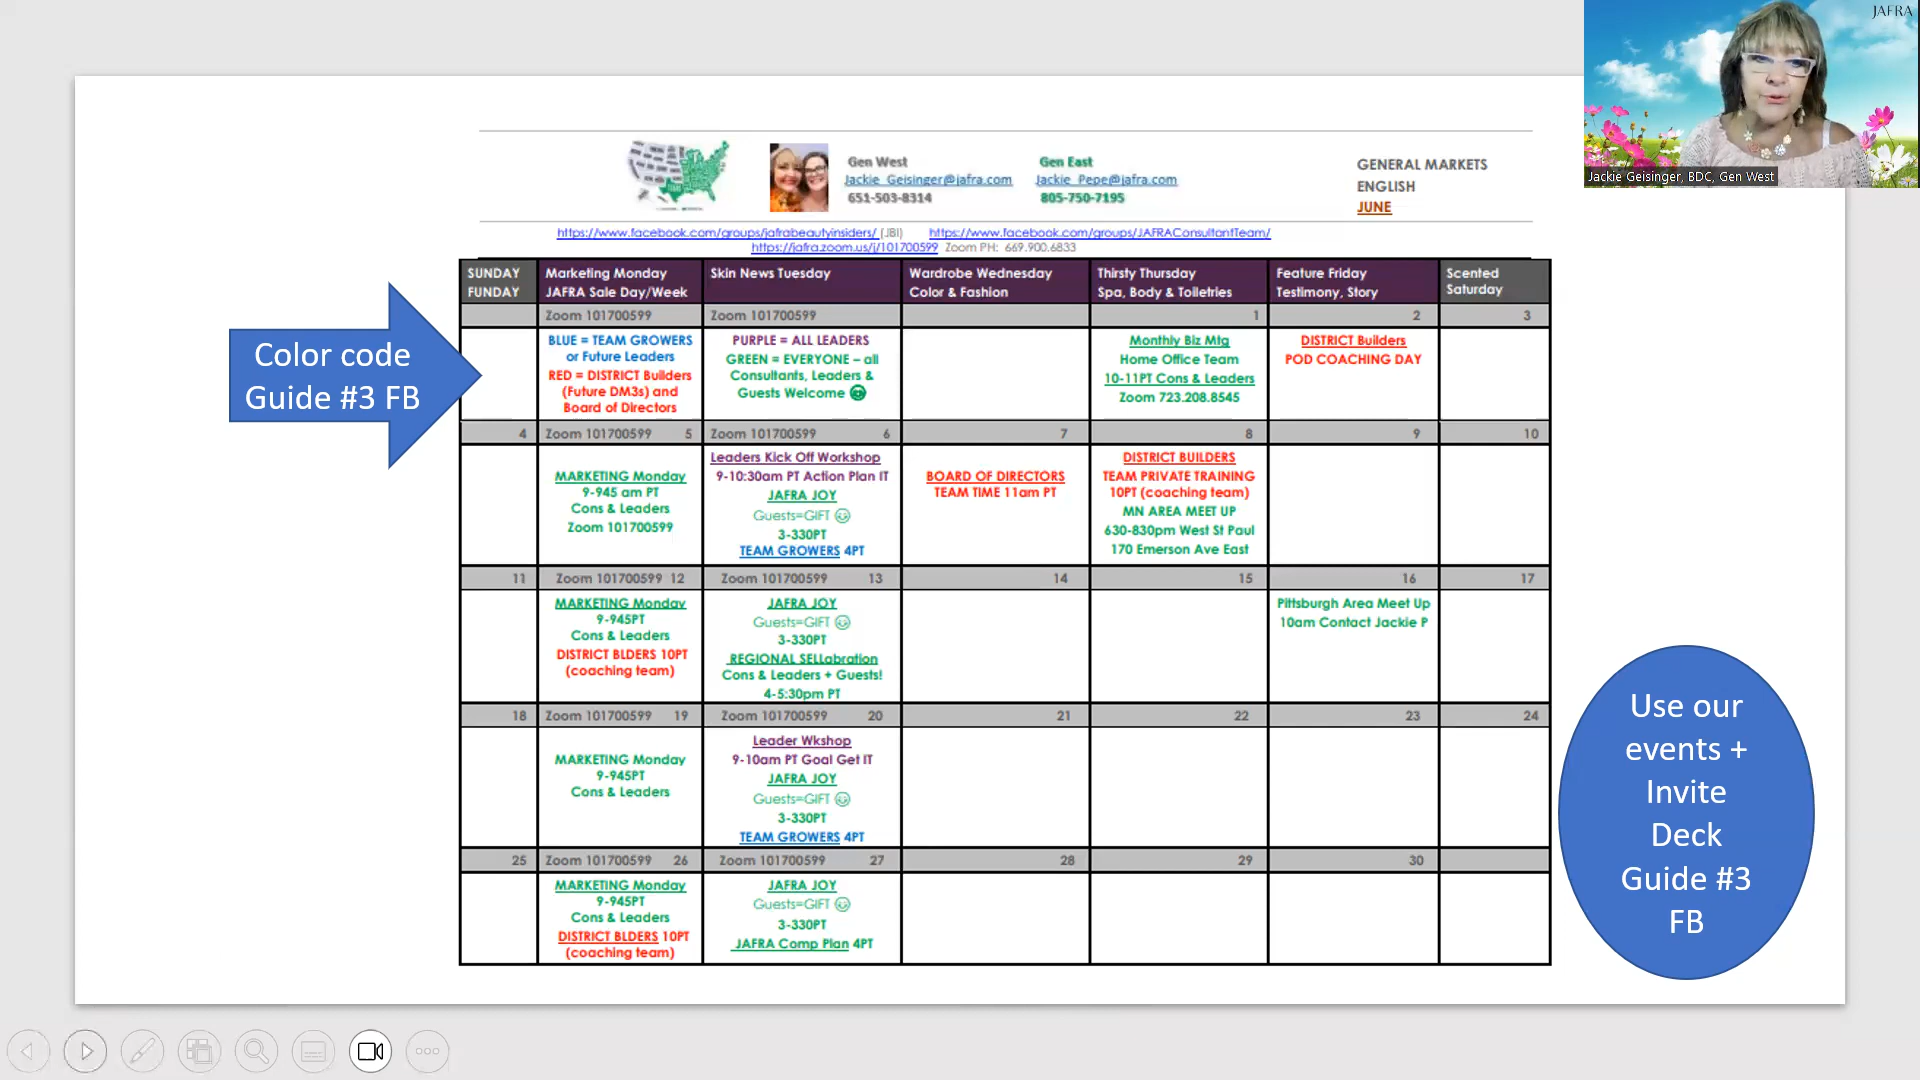 JAFRA
Jackie Geisinger, BDC, Gen West
Gen West
Jackie_Geisinger@jafra.com
651-503-8314
Gen East
Jackie_Pepe@jafra.com
805-750-7195
GENERAL MARKETS
ENGLISH
JUNE
https://www.facebook.com/groups/jafrabeautyinsiders/ (JBI) https://www.facebook.com/groups/JAFRAConsultantTeam/
https://jafra.zoom.us/j/101700599 Zoom PH: 669.900.6833
Color code
Guide #3 FB
SUNDAY
FUNDAY
Marketing Monday
JAFRA Sale Day/Week
Skin News Tuesday
Wardrobe Wednesday
Color & Fashion
Thirsty Thursday
Spa, Body & Toiletries
Feature Friday
Testimony, Story
Scented
Saturday
Zoom 101700599
Zoom 101700599
1
2
3
BLUE = TEAM GROWERS
or Future Leaders
RED = DISTRICT Builders
(Future DM3s) and
Board of Directors
PURPLE = ALL LEADERS
GREEN = EVERYONE – all
Consultants, Leaders &
Guests Welcome
Monthly Biz Mtg
Home Office Team
10-11PT Cons & Leaders
Zoom 723.208.8545
DISTRICT Builders
POD COACHING DAY
4
Zoom 101700599 5
Zoom 101700599 6
7
8
9
10
MARKETING Monday
9-945 am PT
Cons & Leaders
Zoom 101700599
Leaders Kick Off Workshop
9-10:30am PT Action Plan IT
JAFRA JOY
Guests=GIFT
3-330PT
TEAM GROWERS 4PT
BOARD OF DIRECTORS
TEAM TIME 11am PT
DISTRICT BUILDERS
TEAM PRIVATE TRAINING
10PT (coaching team)
MN AREA MEET UP
630-830pm West St Paul
170 Emerson Ave East
11
Zoom 101700599 12
Zoom 101700599 13
14
15
16
17
MARKETING Monday
9-945PT
Cons & Leaders
DISTRICT BLDERS 10PT
(coaching team)
JAFRA JOY
Guests=GIFT
3-330PT
REGIONAL SELLabration
Cons & Leaders + Guests!
4-5:30pm PT
Pittsburgh Area Meet Up
10am Contact Jackie P
18
Zoom 101700599 19
Zoom 101700599 20
21
22
23
24
MARKETING Monday
9-945PT
Cons & Leaders
Leader Wkshop
9-10am PT Goal Get IT
JAFRA JOY
Guests=GIFT
3-330PT
TEAM GROWERS 4PT
25
Zoom 101700599 26
Zoom 101700599 27
28
29
30
MARKETING Monday
9-945PT
Cons & Leaders
DISTRICT BLDERS 10PT
(coaching team)
JAFRA JOY
Guests=GIFT
3-330PT
JAFRA Comp Plan 4PT
Use our
events +
Invite
Deck
Guide #3
FB